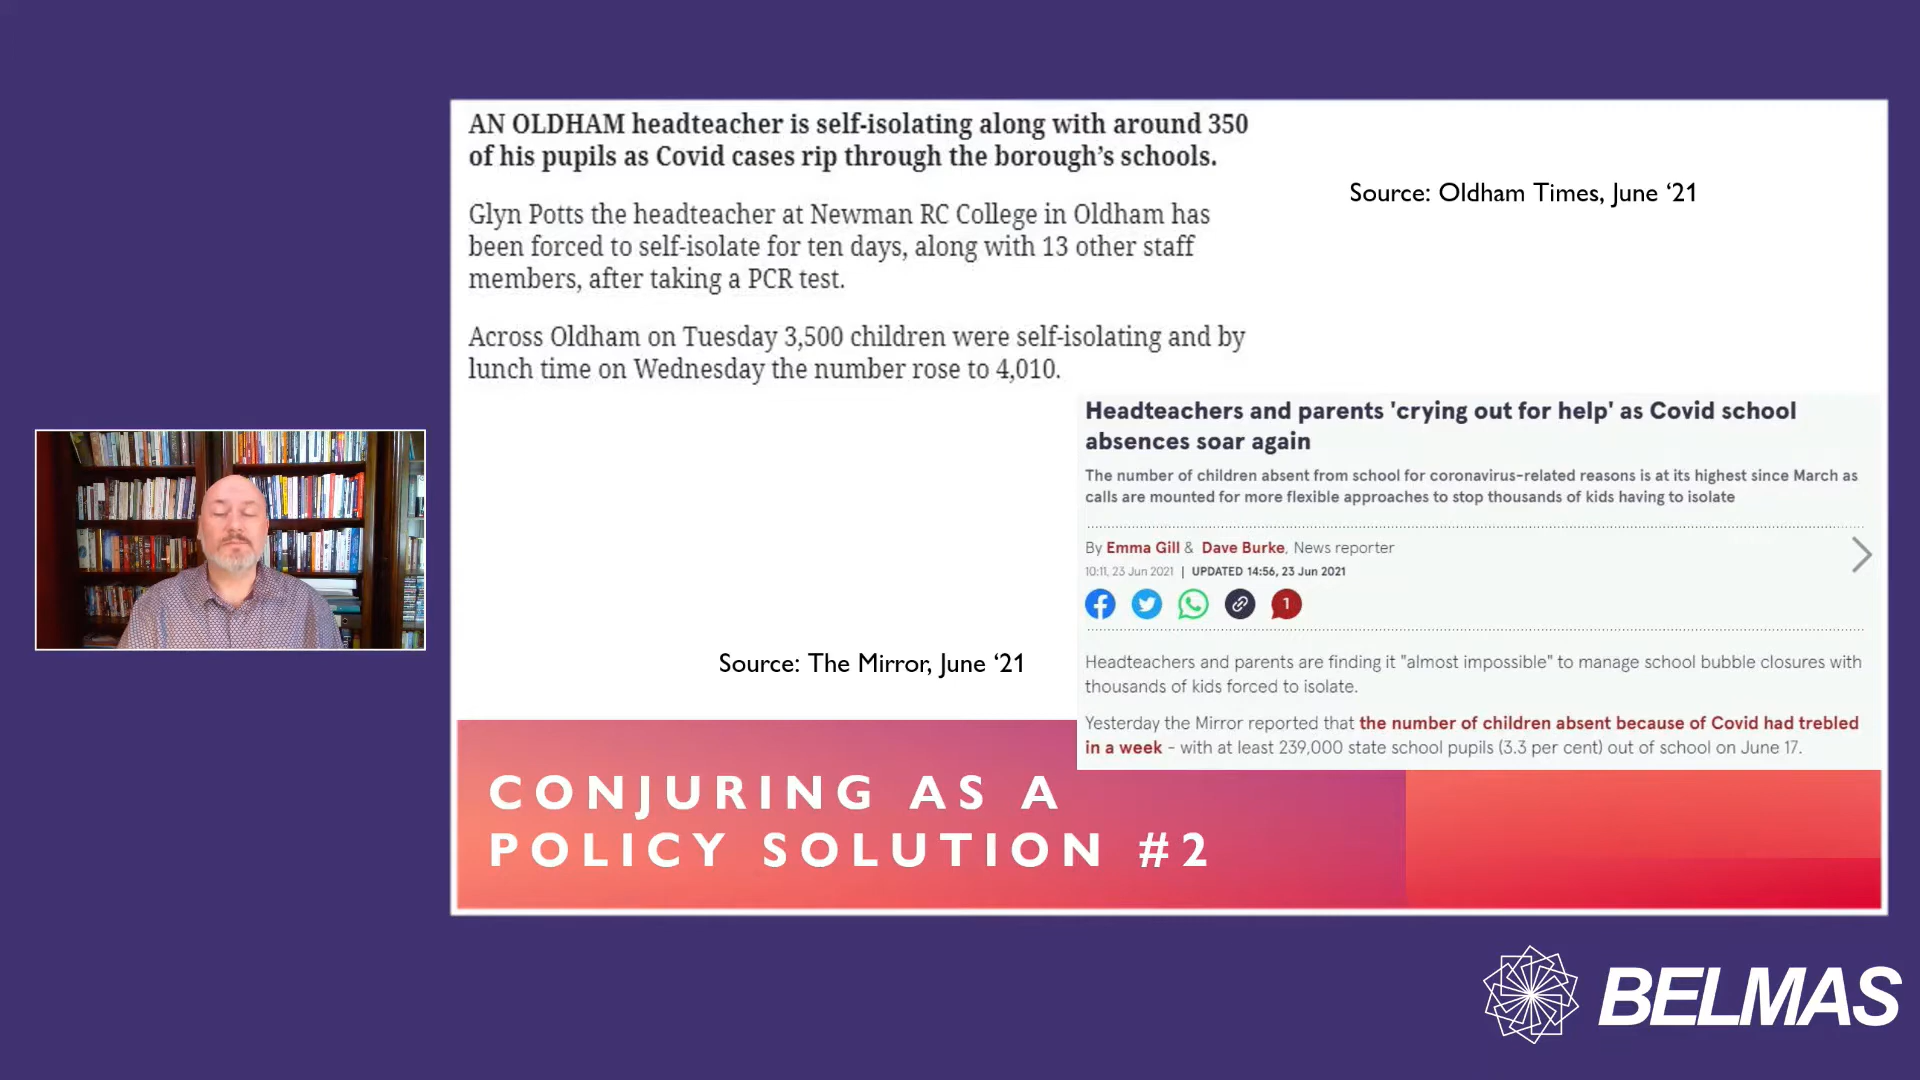 AN OLDHAM headteacher is self-isolating along with around 350
of his pupils as Covid cases rip through the borough’s schools.
Source: Oldham Times, June ‘21
Glyn Potts the headteacher at Newman RC College in Oldham has
been forced to self-isolate for ten days, along with 13 other staff
members, after taking a PCR test.
Across Oldham on Tuesday 3,500 children were self-isolating and by
lunch time on Wednesday the number rose to 4,010.
Headteachers and parents 'crying out for help' as Covid school
absences soar again
The number of children absent from school for coronavirus-related reasons is at its highest since March as
calls are mounted for more flexible approaches to stop thousands of kids having to isolate
By Emma Gill & Dave Burke, News reporter
10:11, 23 Jun 2021 | UPDATED 14:56, 23 Jun 2021
1
Source: The Mirror, June ‘21
Headteachers and parents are finding it "almost impossible" to manage school bubble closures with
thousands of kids forced to isolate.
Yesterday the Mirror reported that the number of children absent because of Covid had trebled
in a week - with at least 239,000 state school pupils (3.3 per cent) out of school on June 17.
CONJURING AS A
POLICY SOLUTION #2
BELMAS